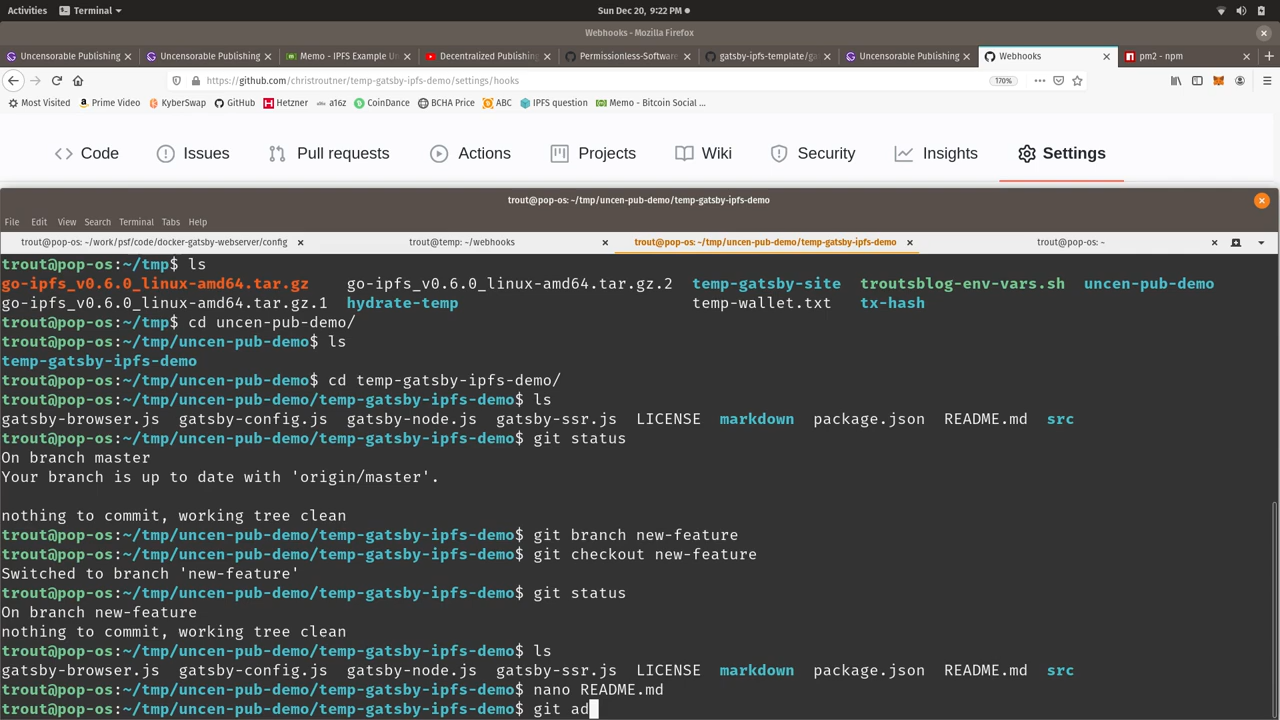 Activities Terminal Sun Dec 20, 9:22 PM
Webhooks - Mozilla Firefox
Uncensorable Publishing Uncensorable Publishing Memo - IPFS Example Decentralized Publishing Permissionless-Software gatsby-ipfs-template/ga Uncensorable Publishing Webhooks pm2 - npm
https://github.com/christroutner/temp-gatsby-ipfs-demo/settings/hooks 170%
Most Visited Prime Video KyberSwap GitHub Hetzner a16z CoinDance BCHA Price ABC IPFS question Memo - Bitcoin Social ...
Code Issues Pull requests Actions Projects Wiki Security Insights Settings
trout@pop-os: ~/tmp/uncen-pub-demo/temp-gatsby-ipfs-demo
File Edit View Search Terminal Tabs Help
trout@pop-os: ~/work/psf/code/docker-gatsby-webserver/config trout@temp: ~/webhooks trout@pop-os: ~/tmp/uncen-pub-demo/temp-gatsby-ipfs-demo trout@pop-os: ~
trout@pop-os:~/tmp$ ls
go-ipfs_v0.6.0_linux-amd64.tar.gz go-ipfs_v0.6.0_linux-amd64.tar.gz.2 temp-gatsby-site troutsblog-env-vars.sh uncen-pub-demo
go-ipfs_v0.6.0_linux-amd64.tar.gz.1 hydrate-temp temp-wallet.txt tx-hash
trout@pop-os:~/tmp$ cd uncen-pub-demo/
trout@pop-os:~/tmp/uncen-pub-demo$ ls
temp-gatsby-ipfs-demo
trout@pop-os:~/tmp/uncen-pub-demo$ cd temp-gatsby-ipfs-demo/
trout@pop-os:~/tmp/uncen-pub-demo/temp-gatsby-ipfs-demo$ ls
gatsby-browser.js gatsby-config.js gatsby-node.js gatsby-ssr.js LICENSE markdown package.json README.md src
trout@pop-os:~/tmp/uncen-pub-demo/temp-gatsby-ipfs-demo$ git status
On branch master
Your branch is up to date with 'origin/master'.
nothing to commit, working tree clean
trout@pop-os:~/tmp/uncen-pub-demo/temp-gatsby-ipfs-demo$ git branch new-feature
trout@pop-os:~/tmp/uncen-pub-demo/temp-gatsby-ipfs-demo$ git checkout new-feature
Switched to branch 'new-feature'
trout@pop-os:~/tmp/uncen-pub-demo/temp-gatsby-ipfs-demo$ git status
On branch new-feature
nothing to commit, working tree clean
trout@pop-os:~/tmp/uncen-pub-demo/temp-gatsby-ipfs-demo$ ls
gatsby-browser.js gatsby-config.js gatsby-node.js gatsby-ssr.js LICENSE markdown package.json README.md src
trout@pop-os:~/tmp/uncen-pub-demo/temp-gatsby-ipfs-demo$ nano README.md
trout@pop-os:~/tmp/uncen-pub-demo/temp-gatsby-ipfs-demo$ git ad